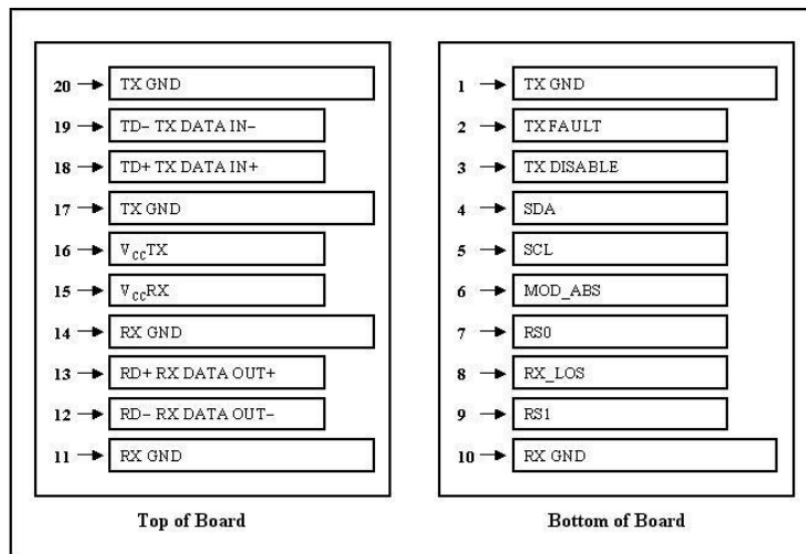 20 TX GND
19 TD− TX DATA IN−
18 TD+ TX DATA IN+
17 TX GND
16 VCCTX
15 VCCRX
14 RX GND
13 RD+ RX DATA OUT+
12 RD− RX DATA OUT−
11 RX GND
Top of Board
1 TX GND
2 TX FAULT
3 TX DISABLE
4 SDA
5 SCL
6 MOD_ABS
7 RS0
8 RX_LOS
9 RS1
10 RX GND
Bottom of Board